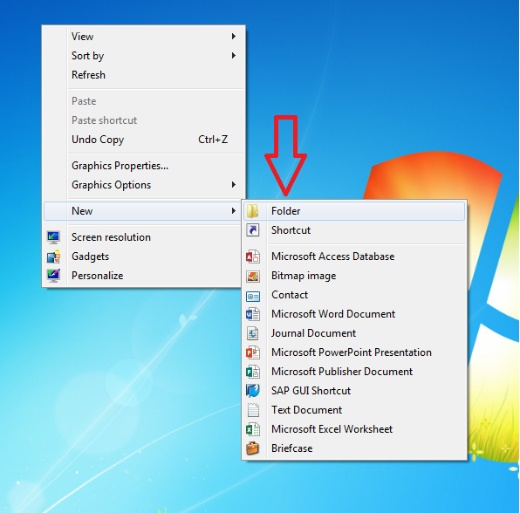 View
Sort by
Refresh
Paste
Paste shortcut
Undo Copy Ctrl+Z
Graphics Properties...
Graphics Options
New
Screen resolution
Gadgets
Personalize
Folder
Shortcut
Microsoft Access Database
Bitmap image
Contact
Microsoft Word Document
Journal Document
Microsoft PowerPoint Presentation
Microsoft Publisher Document
SAP GUI Shortcut
Text Document
Microsoft Excel Worksheet
Briefcase